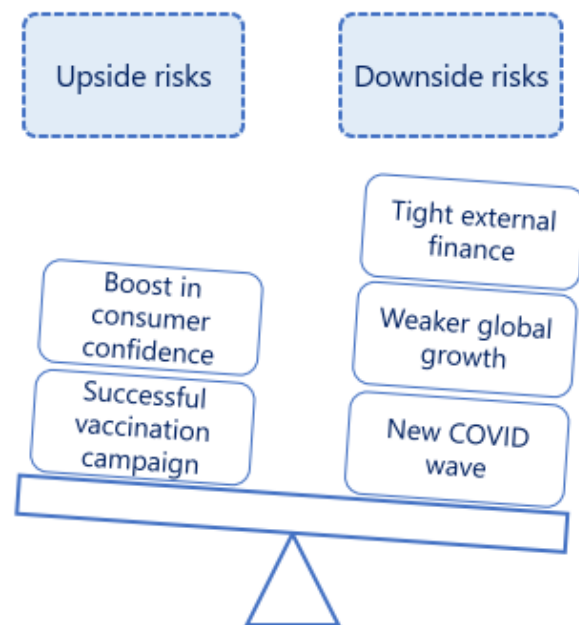 Upside risks
Downside risks
Boost in
consumer
confidence
Successful
vaccination
campaign
Tight external
finance
Weaker global
growth
New COVID
wave